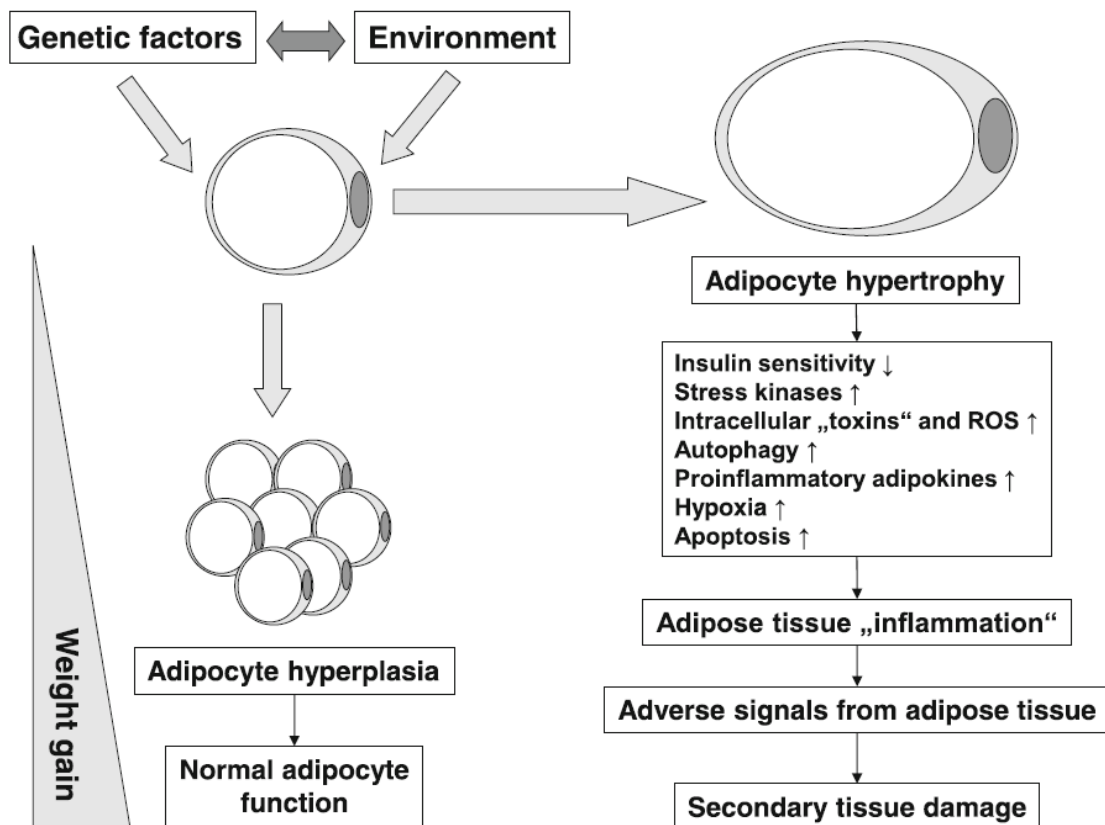 Genetic factors
Environment
Adipocyte hypertrophy
Insulin sensitivity ↓
Stress kinases ↑
Intracellular „toxins“ and ROS ↑
Autophagy ↑
Proinflammatory adipokines ↑
Hypoxia ↑
Apoptosis ↑
Adipose tissue „inflammation“
Adverse signals from adipose tissue
Secondary tissue damage
Adipocyte hyperplasia
Normal adipocyte
function
Weight gain